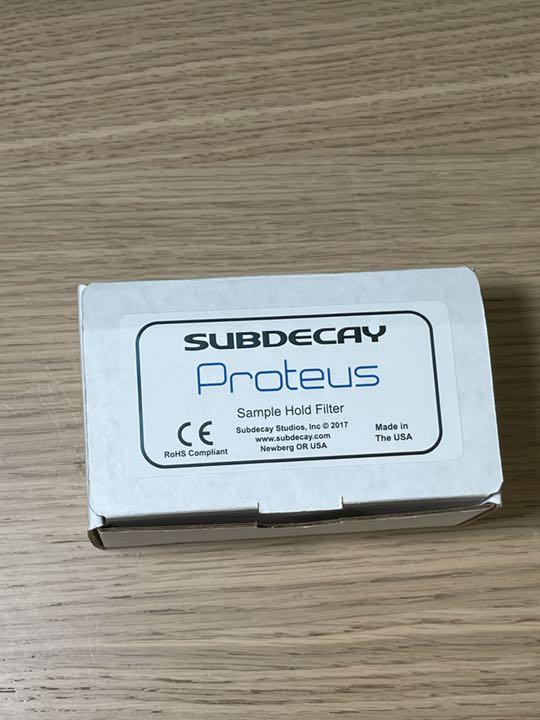 SUBDECAY
Proteus
Sample Hold Filter
CE
RoHS Compliant
Subdecay Studios, Inc © 2017
www.subdecay.com
Newberg OR USA
Made in
The USA